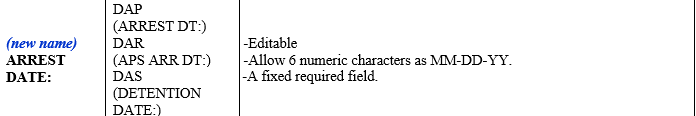 DAP
(ARREST DT:)
(new name) DAR -Editable
ARREST (APS ARR DT:) -Allow 6 numeric characters as MM-DD-YY.
DATE: DAS -A fixed required field.
(DETENTION
DATE:)